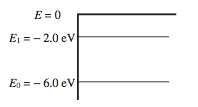 E = 0
E₁ = – 2.0 eV
E₀ = – 6.0 eV